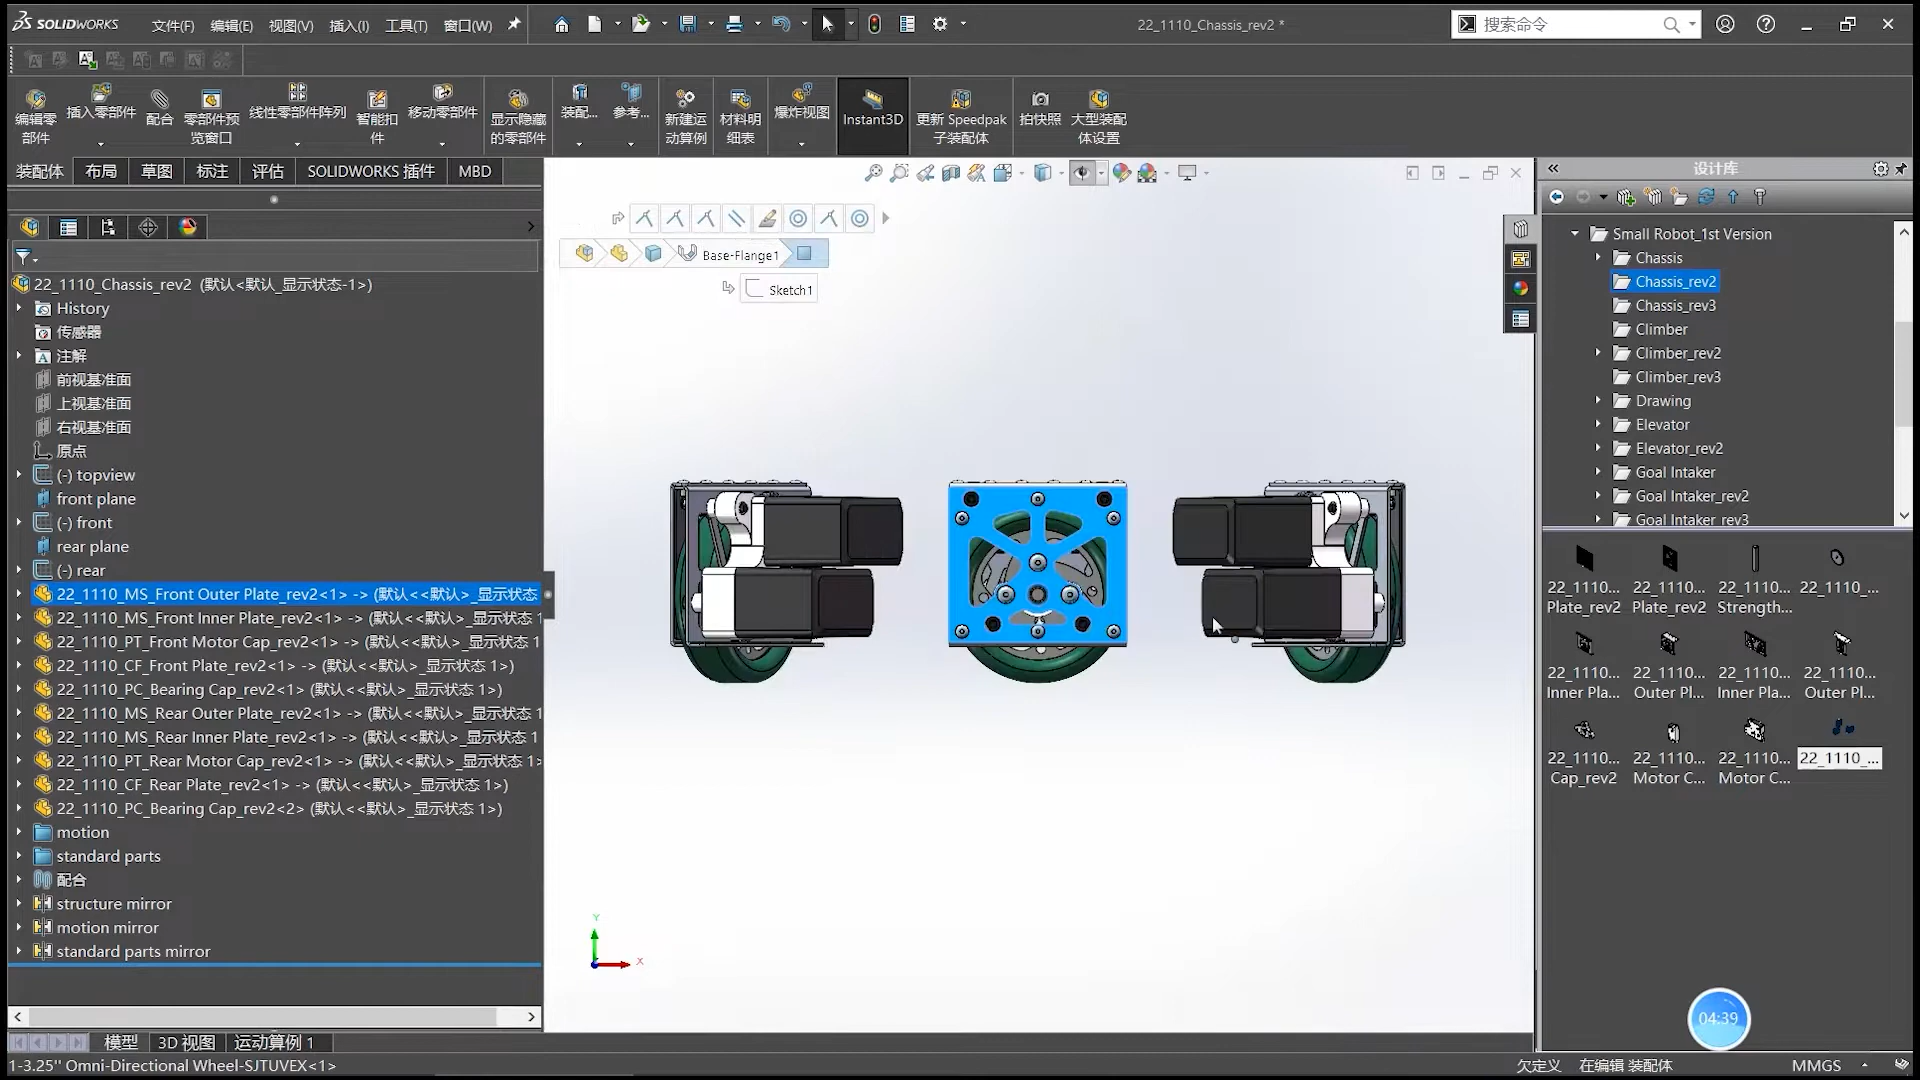 SOLIDWORKS 文件(F) 编辑(E) 视图(V) 插入(I) 工具(T) 窗口(W) 22_1110_Chassis_rev2 * 搜索命令
编辑零部件 插入零部件 配合 零部件预览窗口 线性零部件阵列 智能扣件 移动零部件 显示隐藏的零部件 装配... 参考... 新建运动算例 材料明细表 爆炸视图 Instant3D 更新 Speedpak 子装配体 拍快照 大型装配体设置
装配体 布局 草图 标注 评估 SOLIDWORKS 插件 MBD
22_1110_Chassis_rev2 (默认<默认_显示状态-1>)
History
传感器
注解
前视基准面
上视基准面
右视基准面
原点
(-) topview
front plane
(-) front
rear plane
(-) rear
22_1110_MS_Front Outer Plate_rev2<1> -> (默认<<默认>_显示状态
22_1110_MS_Front Inner Plate_rev2<1> -> (默认<<默认>_显示状态 1
22_1110_PT_Front Motor Cap_rev2<1> -> (默认<<默认>_显示状态 1
22_1110_CF_Front Plate_rev2<1> -> (默认<<默认>_显示状态 1>)
22_1110_PC_Bearing Cap_rev2<1> (默认<<默认>_显示状态 1>)
22_1110_MS_Rear Outer Plate_rev2<1> -> (默认<<默认>_显示状态 1
22_1110_MS_Rear Inner Plate_rev2<1> -> (默认<<默认>_显示状态 1
22_1110_PT_Rear Motor Cap_rev2<1> -> (默认<<默认>_显示状态 1>
22_1110_CF_Rear Plate_rev2<1> (默认<<默认>_显示状态 1>)
22_1110_PC_Bearing Cap_rev2<2> (默认<<默认>_显示状态 1>)
motion
standard parts
配合
structure mirror
motion mirror
standard parts mirror
Base-Flange1
Sketch1
Y
X
设计库
Small Robot_1st Version
Chassis
Chassis_rev2
Chassis_rev3
Climber
Climber_rev2
Climber_rev3
Drawing
Elevator
Elevator_rev2
Goal Intaker
Goal Intaker_rev2
Goal Intaker_rev3
22_1110... 22_1110... 22_1110... 22_1110_...
Plate_rev2 Plate_rev2 Strength...
22_1110... 22_1110... 22_1110... 22_1110...
Inner Pla... Outer Pl... Inner Pla... Outer Pl...
22_1110... 22_1110... 22_1110... 22_1110_...
Cap_rev2 Motor C... Motor C...
04:39
模型 3D 视图 运动算例 1
1-3.25'' Omni-Directional Wheel-SJTUVEX<1> 欠定义 在编辑 装配体 MMGS